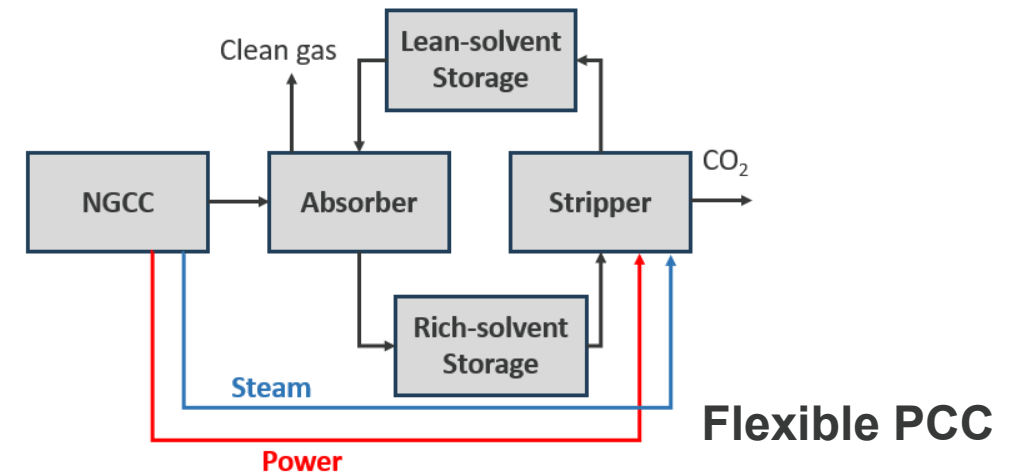 Lean-solvent
Storage
Clean gas
CO₂
NGCC
Absorber
Stripper
Rich-solvent
Storage
Steam
Flexible PCC
Power